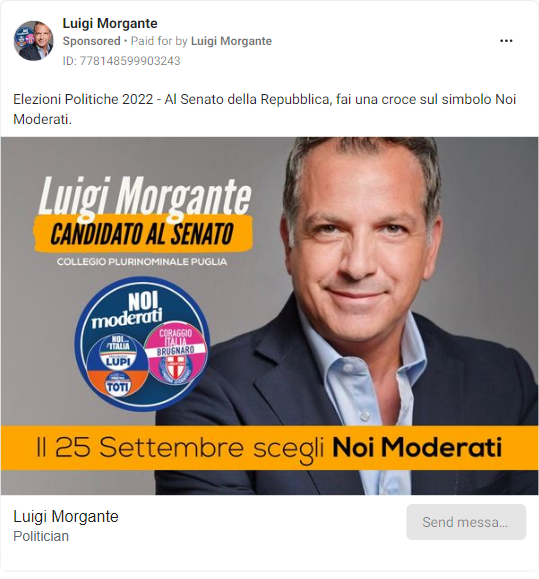 Luigi Morgante
Sponsored • Paid for by Luigi Morgante
ID: 778148599903243
Elezioni Politiche 2022 - Al Senato della Repubblica, fai una croce sul simbolo Noi
Moderati.
Luigi Morgante
CANDIDATO AL SENATO
COLLEGIO PLURINOMINALE PUGLIA
NOI
moderati
NOI
L'ITALIA
LUPI
TOTI
CORAGGIO
ITALIA
BRUGNARO
Il 25 Settembre scegli Noi Moderati
Luigi Morgante
Politician
Send messa...